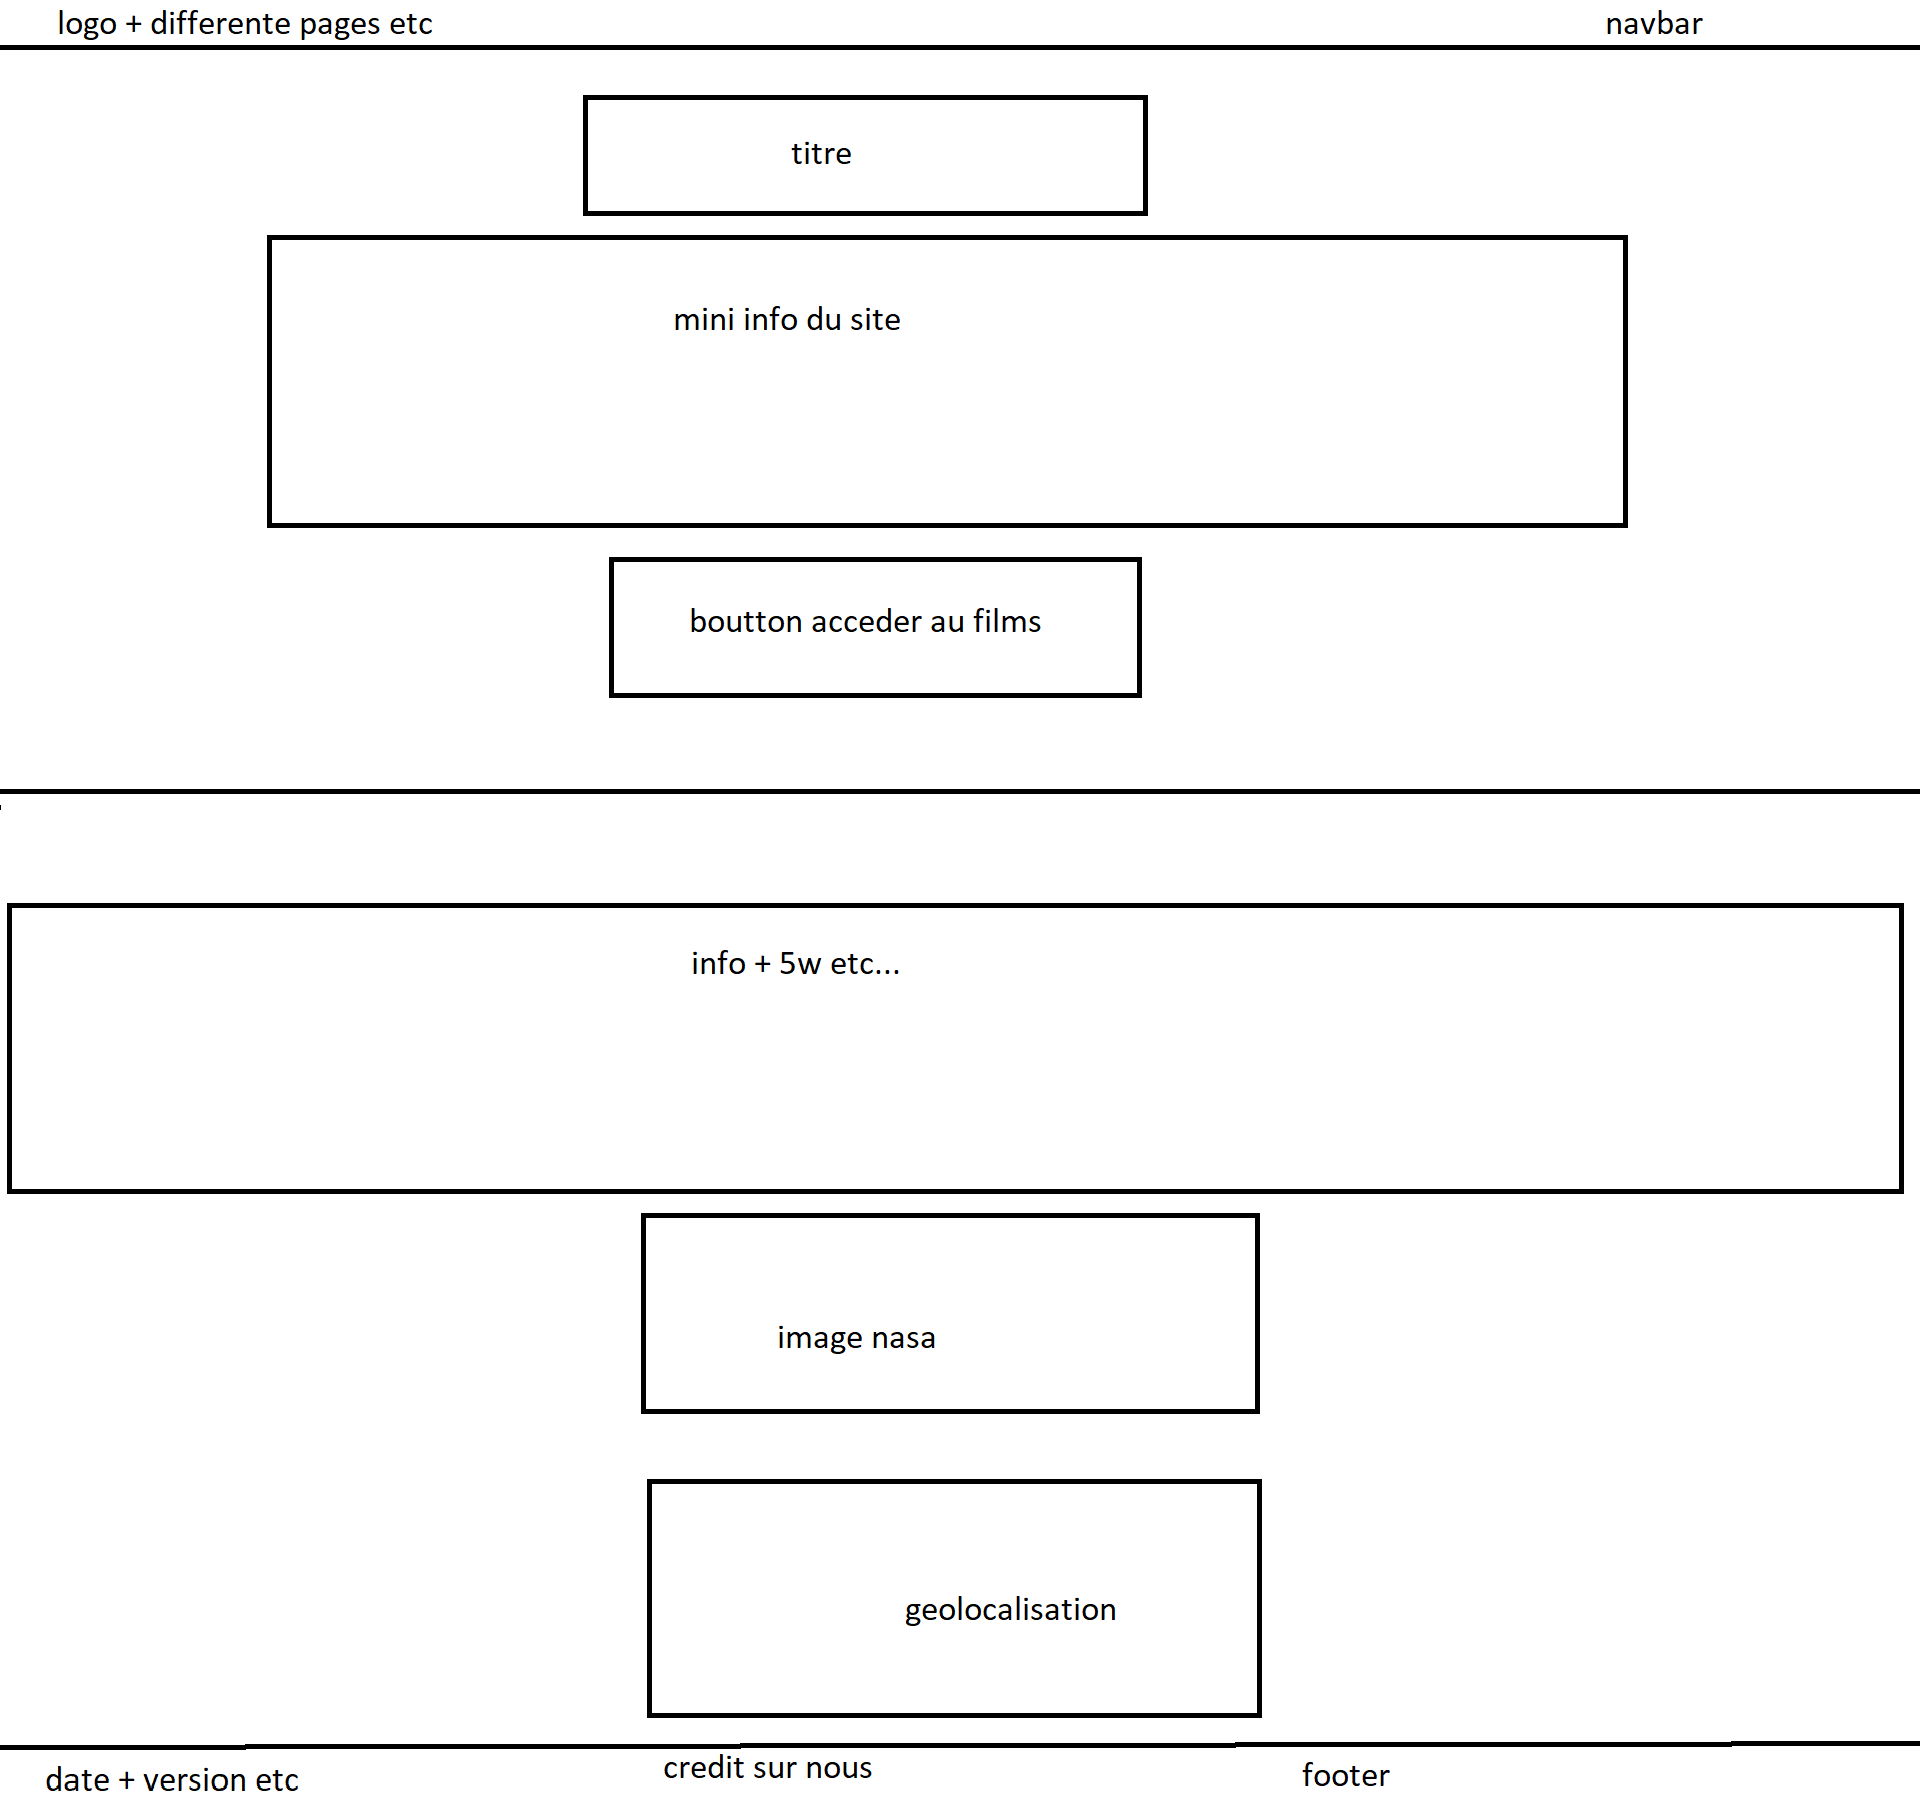 logo + differente pages etc
navbar
titre
mini info du site
boutton acceder au films
info + 5w etc...
image nasa
geolocalisation
date + version etc
credit sur nous
footer